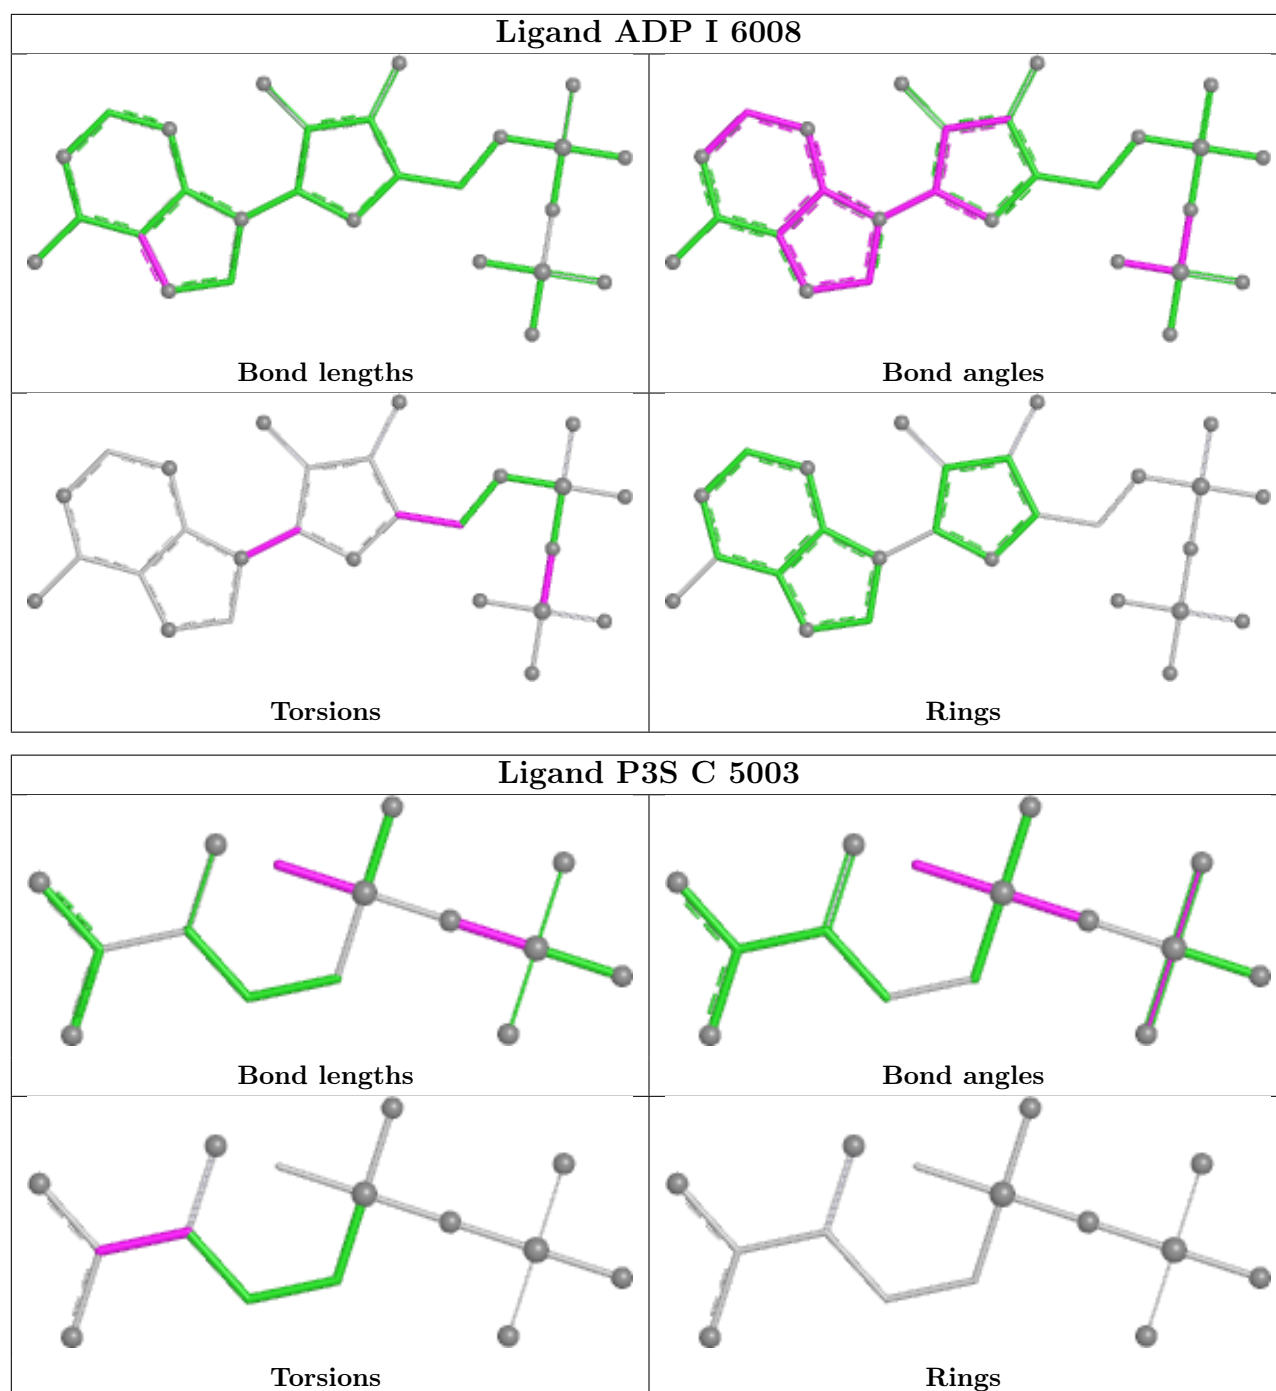 Ligand ADP I 6008
Bond lengths
Bond angles
Torsions
Rings
Ligand P3S C 5003
Bond lengths
Bond angles
Torsions
Rings